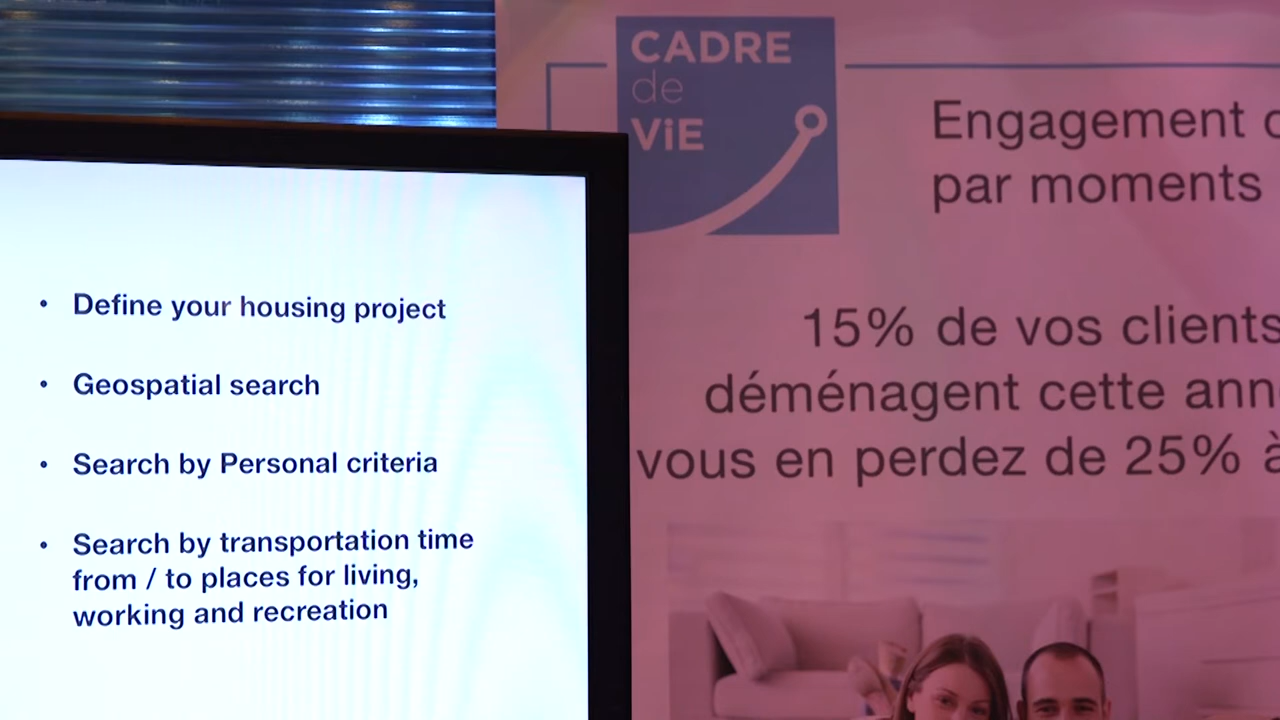 • Define your housing project
• Geospatial search
• Search by Personal criteria
• Search by transportation time
from / to places for living,
working and recreation
CADRE
de
ViE
Engagement
par moments
15% de vos clients
déménagent cette
vous en perdez de 25% à